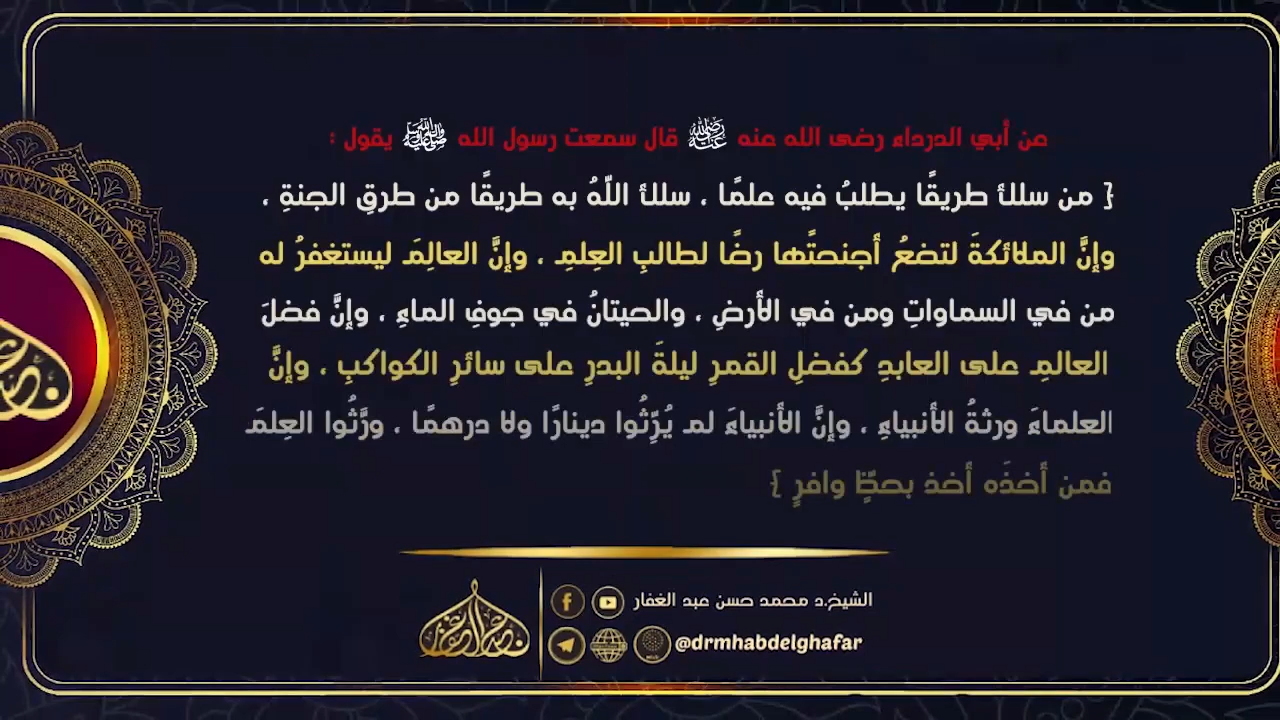 عن أبي الدرداء رضى الله عنه ﵁ قال سمعت رسول الله ﷺ يقول :
{ من سلك طريقًا يطلبُ فيه علمًا ، سلك اللّهُ به طريقًا من طرقِ الجنةِ ،
وإنَّ الملائكةَ لتضعُ أجنحتَها رضًا لطالبِ العِلمِ ، وإنَّ العالِمَ ليستغفرُ له
من في السماواتِ ومن في الأرضِ ، والحيتانُ في جوفِ الماءِ ، وإنَّ فضلَ
العالمِ على العابدِ كفضلِ القمرِ ليلةَ البدرِ على سائرِ الكواكبِ ، وإنَّ
العلماءَ ورثةُ الأنبياءِ ، وإنَّ الأنبياءَ لم يُرِّثُوا دينارًا ولا درهمًا ، ورَّثُوا العِلمَ
فمن أخذَه أخذ بحظٍّ وافرٍ }
الشيخ.د محمد حسن عبد الغفار
@drmhabdelghafar